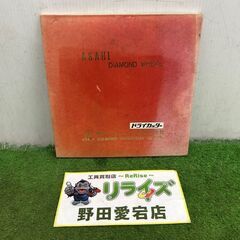 ASAHI
DIAMOND WHEEL
ドライカッター
工具買取店 ～ReRise～
リライズ
野田愛宕店